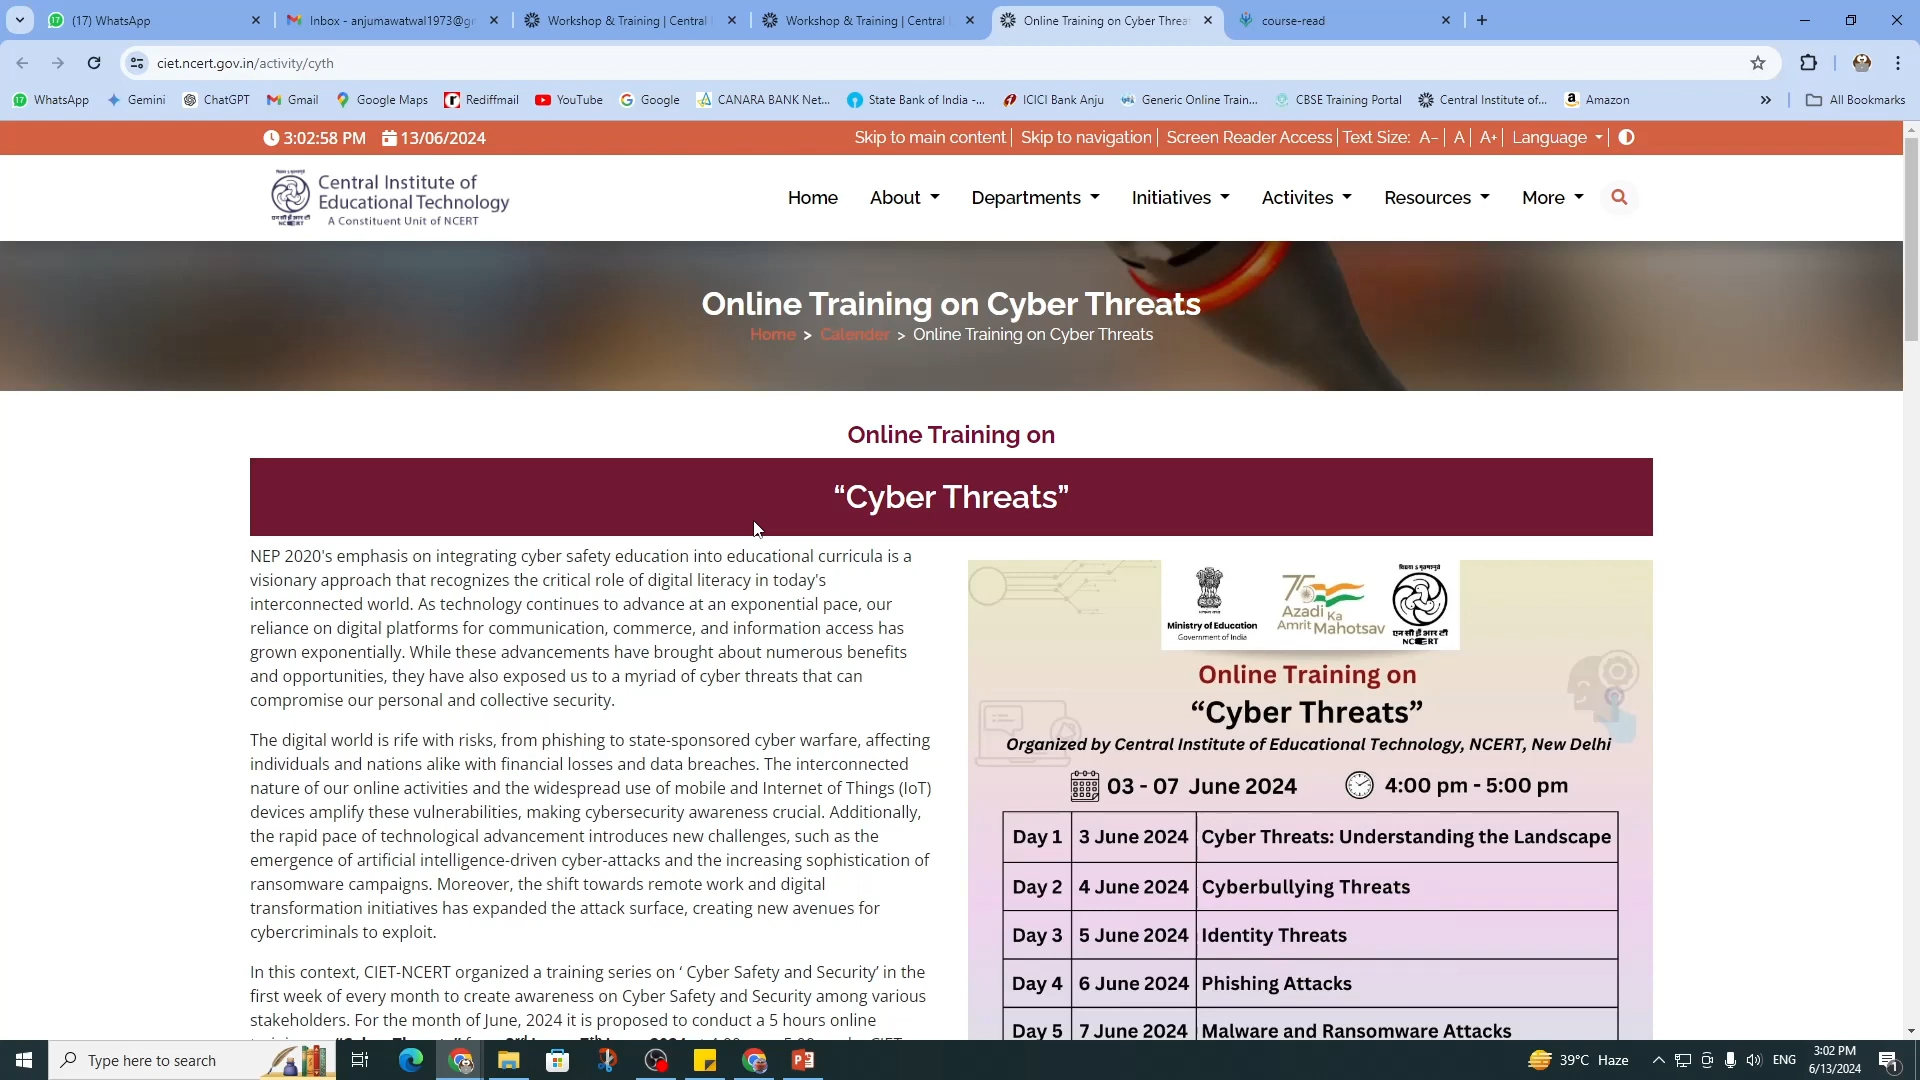 (17) WhatsApp
Inbox - anjumawatwal1973@g
Workshop & Training | Central
Workshop & Training | Central
Online Training on Cyber Threa
course-read
ciet.ncert.gov.in/activity/cyth
WhatsApp Gemini ChatGPT Gmail Google Maps Rediffmail YouTube Google CANARA BANK Net... State Bank of India -... ICICI Bank Anju Generic Online Train... CBSE Training Portal Central Institute of... Amazon » All Bookmarks
3:02:58 PM 13/06/2024 Skip to main content | Skip to navigation | Screen Reader Access | Text Size: A- | A | A+ | Language
Central Institute of
Educational Technology
A Constituent Unit of NCERT
Home About Departments Initiatives Activites Resources More
Online Training on Cyber Threats
Home > Calender > Online Training on Cyber Threats
Online Training on
“Cyber Threats”
NEP 2020's emphasis on integrating cyber safety education into educational curricula is a
visionary approach that recognizes the critical role of digital literacy in today's
interconnected world. As technology continues to advance at an exponential pace, our
reliance on digital platforms for communication, commerce, and information access has
grown exponentially. While these advancements have brought about numerous benefits
and opportunities, they have also exposed us to a myriad of cyber threats that can
compromise our personal and collective security.
The digital world is rife with risks, from phishing to state-sponsored cyber warfare, affecting
individuals and nations alike with financial losses and data breaches. The interconnected
nature of our online activities and the widespread use of mobile and Internet of Things (IoT)
devices amplify these vulnerabilities, making cybersecurity awareness crucial. Additionally,
the rapid pace of technological advancement introduces new challenges, such as the
emergence of artificial intelligence-driven cyber-attacks and the increasing sophistication of
ransomware campaigns. Moreover, the shift towards remote work and digital
transformation initiatives has expanded the attack surface, creating new avenues for
cybercriminals to exploit.
In this context, CIET-NCERT organized a training series on ‘ Cyber Safety and Security’ in the
first week of every month to create awareness on Cyber Safety and Security among various
stakeholders. For the month of June, 2024 it is proposed to conduct a 5 hours online
Ministry of Education
Government of India
Azadi Ka
Amrit Mahotsav
एन सी ई आर टी
NCERT
Online Training on
“Cyber Threats”
Organized by Central Institute of Educational Technology, NCERT, New Delhi
03 - 07 June 2024 4:00 pm - 5:00 pm
Day 1 3 June 2024 Cyber Threats: Understanding the Landscape
Day 2 4 June 2024 Cyberbullying Threats
Day 3 5 June 2024 Identity Threats
Day 4 6 June 2024 Phishing Attacks
Day 5 7 June 2024 Malware and Ransomware Attacks
Type here to search
39°C Haze
ENG
3:02 PM
6/13/2024